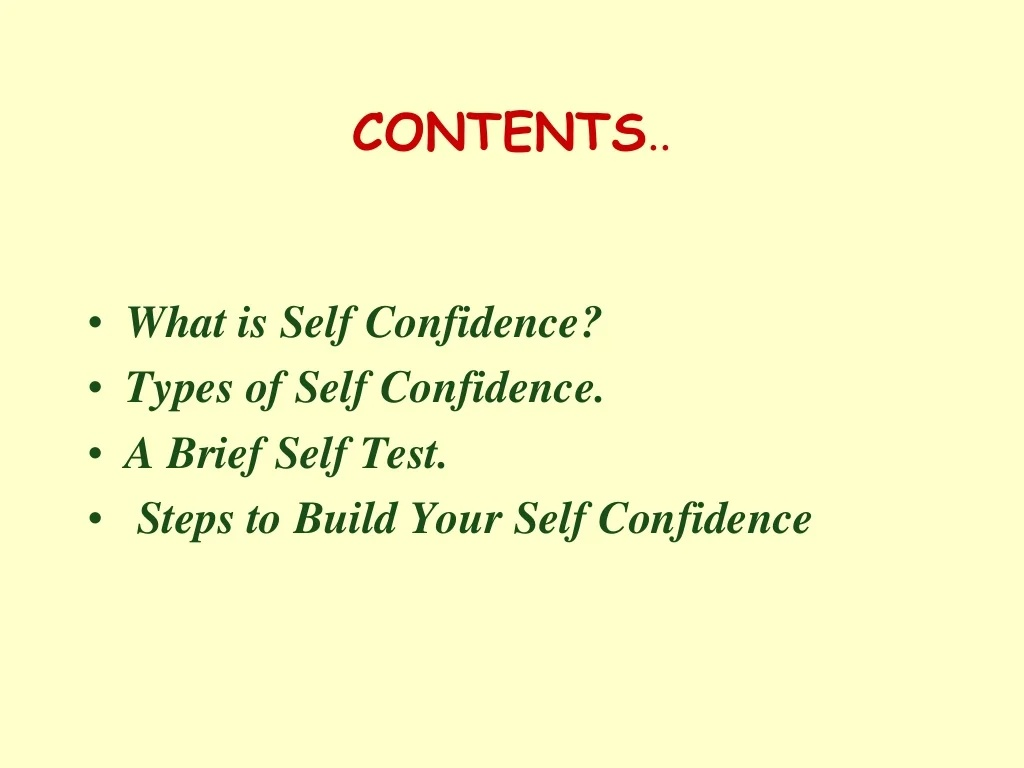 CONTENTS..
• What is Self Confidence?
• Types of Self Confidence.
• A Brief Self Test.
• Steps to Build Your Self Confidence